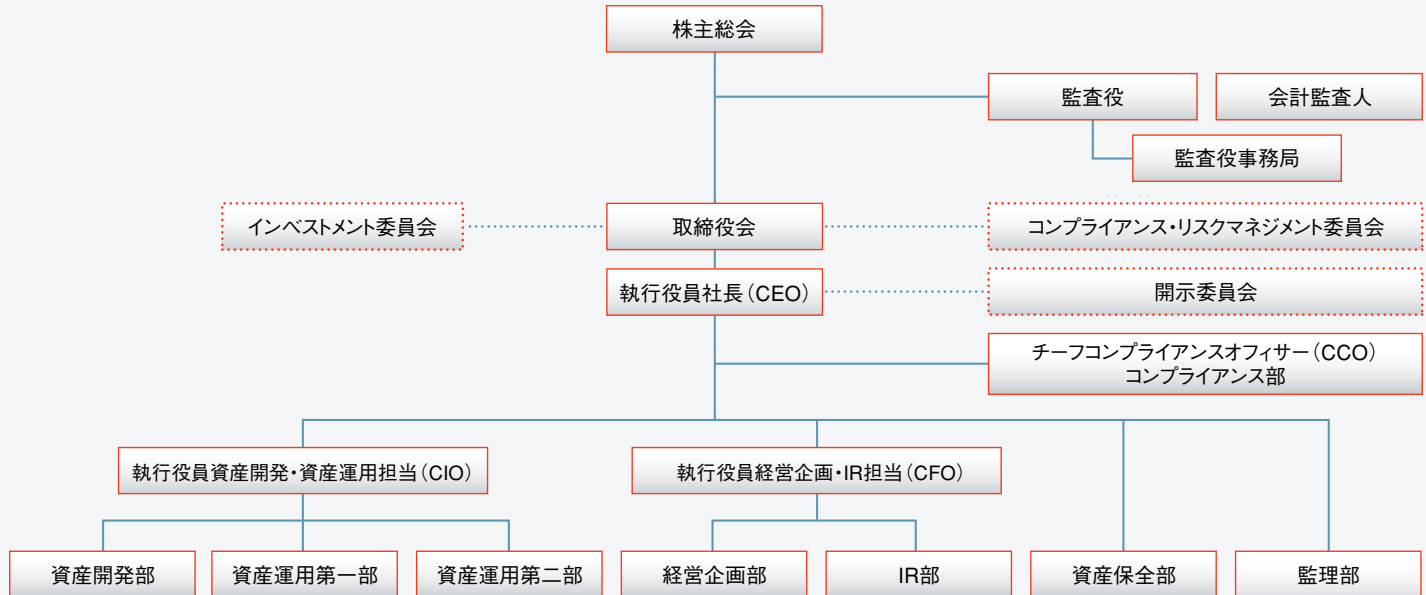 株主総会
監査役
会計監査人
監査役事務局
インベストメント委員会
取締役会
コンプライアンス・リスクマネジメント委員会
執行役員社長（CEO）
開示委員会
チーフコンプライアンスオフィサー（CCO）
コンプライアンス部
執行役員資産開発・資産運用担当（CIO）
執行役員経営企画・IR担当（CFO）
資産開発部
資産運用第一部
資産運用第二部
経営企画部
IR部
資産保全部
監理部